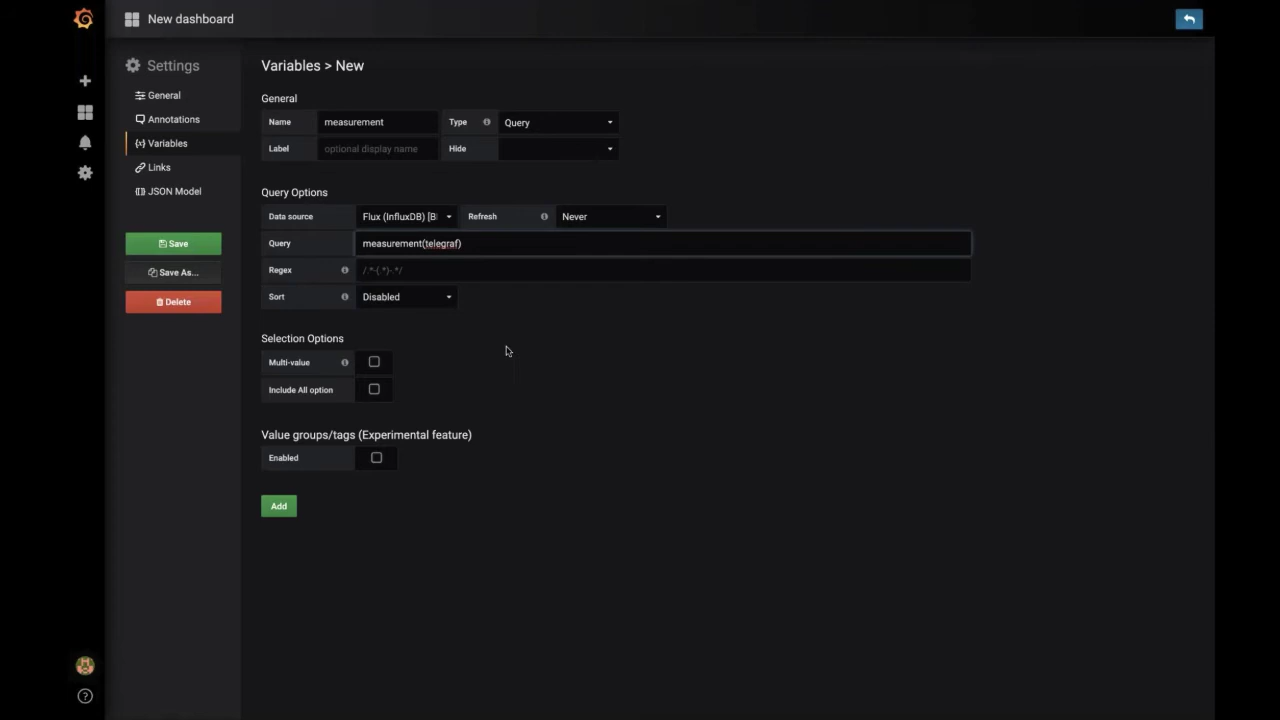 New dashboard
Settings
General
Annotations
Variables
Links
JSON Model
Save
Save As...
Delete
Variables > New
General
Name measurement Type Query
Label optional display name Hide
Query Options
Data source Flux (InfluxDB) [B Refresh Never
Query measurement(telegraf)
Regex /.*-(.*)-.*/
Sort Disabled
Selection Options
Multi-value
Include All option
Value groups/tags (Experimental feature)
Enabled
Add